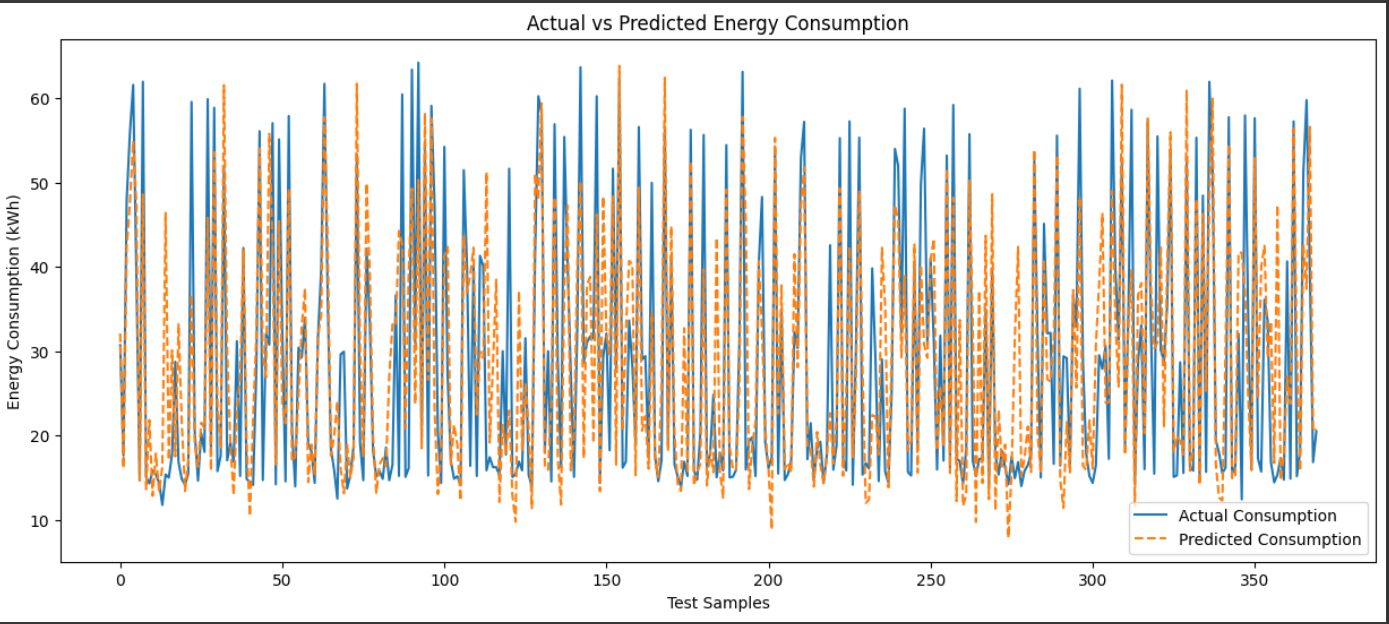 Actual vs Predicted Energy Consumption
Energy Consumption (kWh)
60
50
40
30
20
10
Actual Consumption
Predicted Consumption
0 50 100 150 200 250 300 350
Test Samples